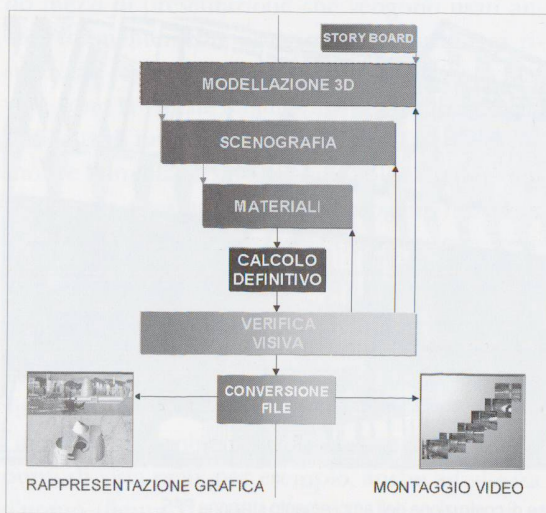 STORY BOARD
MODELLAZIONE 3D
SCENOGRAFIA
MATERIALI
CALCOLO
DEFINITIVO
VERIFICA
VISIVA
CONVERSIONE
FILE
RAPPRESENTAZIONE GRAFICA
MONTAGGIO VIDEO